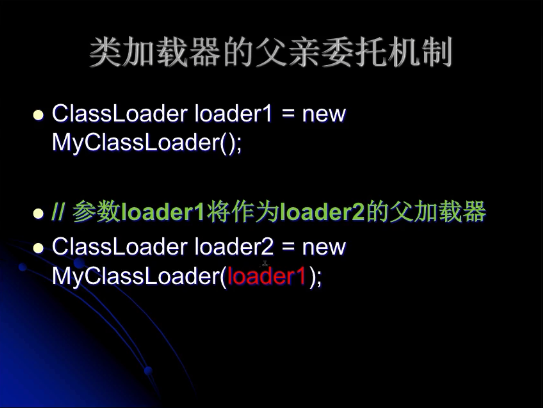 类加载器的父亲委托机制
ClassLoader loader1 = new
MyClassLoader();
// 参数loader1将作为loader2的父加载器
ClassLoader loader2 = new
MyClassLoader(loader1);